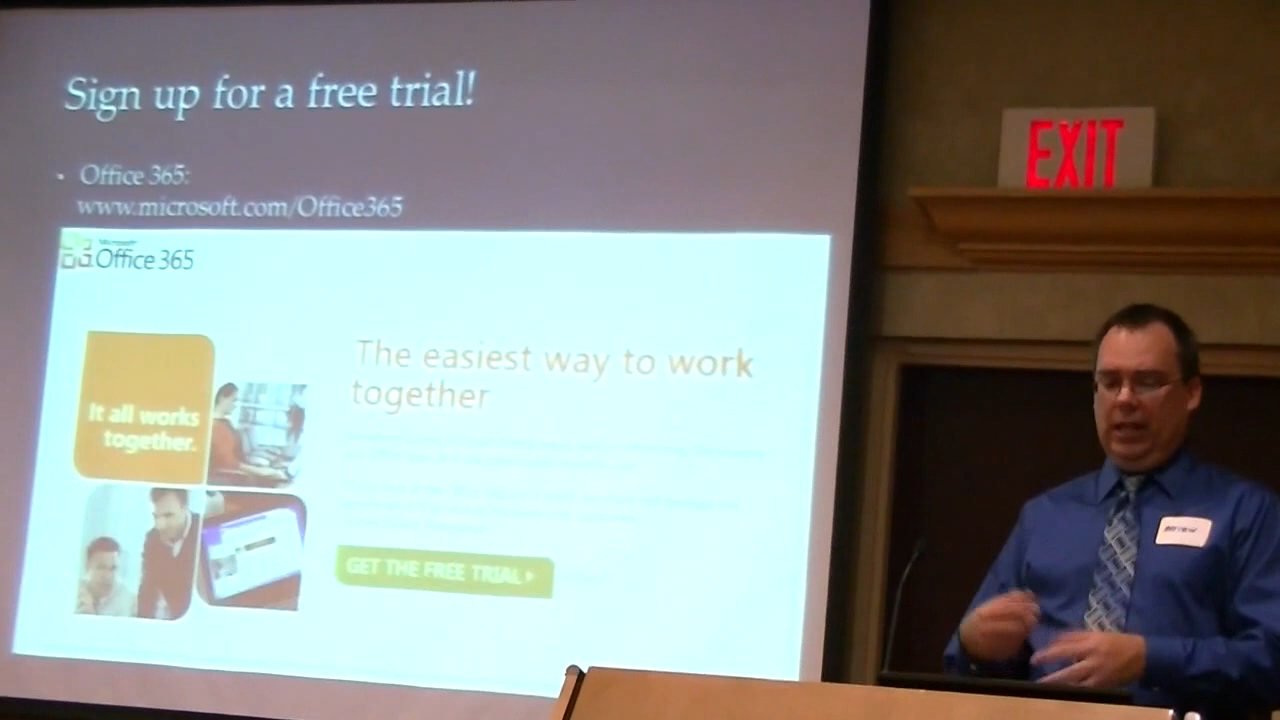 Sign up for a free trial!
• Office 365:
www.microsoft.com/Office365
Microsoft
Office 365
The easiest way to work
together
It all works
together.
GET THE FREE TRIAL
EXIT